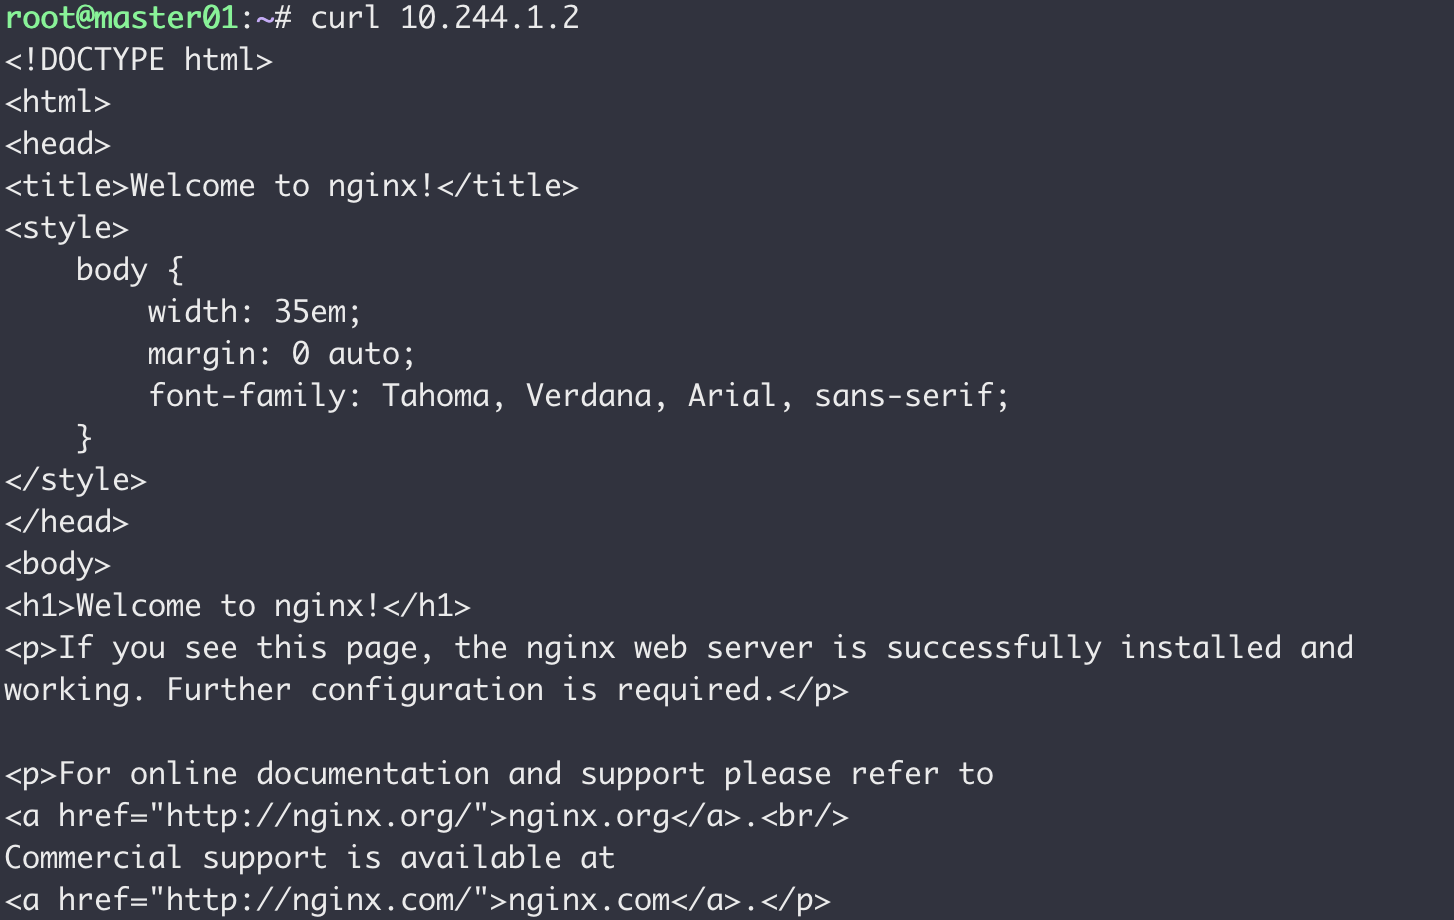 root@master01:~# curl 10.244.1.2
<!DOCTYPE html>
<html>
<head>
<title>Welcome to nginx!</title>
<style>
    body {
        width: 35em;
        margin: 0 auto;
        font-family: Tahoma, Verdana, Arial, sans-serif;
    }
</style>
</head>
<body>
<h1>Welcome to nginx!</h1>
<p>If you see this page, the nginx web server is successfully installed and
working. Further configuration is required.</p>

<p>For online documentation and support please refer to
<a href="http://nginx.org/">nginx.org</a>.<br/>
Commercial support is available at
<a href="http://nginx.com/">nginx.com</a>.</p>